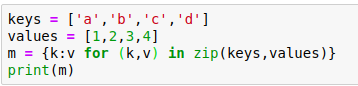 keys = ['a','b','c','d']
values = [1,2,3,4]
m = {k:v for (k,v) in zip(keys,values)}
print(m)